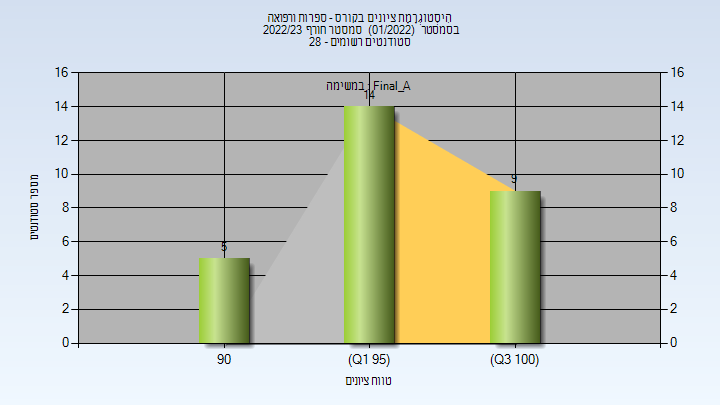 היסטוגרמת ציונים בקורס - ספרות ורפואה
בסמסטר (01/2022) סמסטר חורף 2022/23
סטודנטים רשומים - 28
במשימה : Final_A
16
14
12
10
8
6
4
2
0
16
14
12
10
8
6
4
2
0
5
14
9
90
(Q1 95)
(Q3 100)
מספר סטודנטים
טווח ציונים